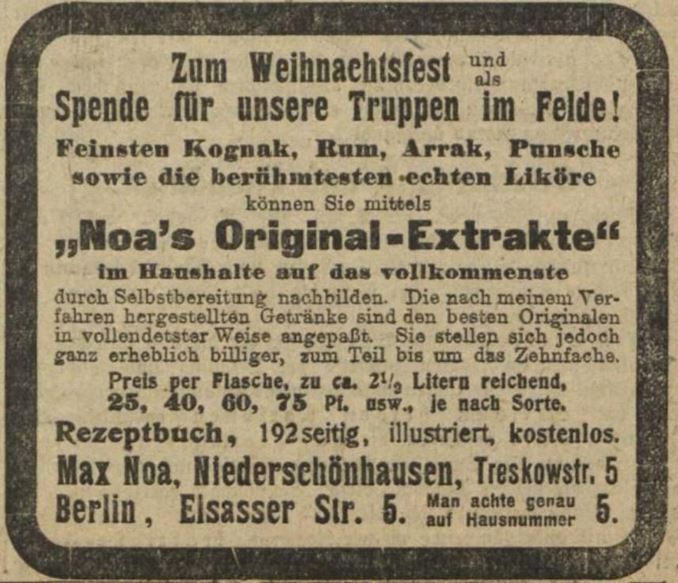 Zum Weihnachtsfest und als
Spende für unsere Truppen im Felde!
Feinsten Kognak, Rum, Arrak, Punsche
sowie die berühmtesten echten Liköre
können Sie mittels
„Noa's Original-Extrakte“
im Haushalte auf das vollkommenste
durch Selbstbereitung nachbilden. Die nach meinem Ver-
fahren hergestellten Getränke sind den besten Originalen
in vollendetster Weise angepaßt. Sie stellen sich jedoch
ganz erheblich billiger, zum Teil bis um das Zehnfache.
Preis per Flasche, zu ca. 2½ Litern reichend,
25, 40, 60, 75 Pf. usw., je nach Sorte.
Rezeptbuch, 192seitig, illustriert, kostenlos.
Max Noa, Niederschönhausen, Treskowstr. 5
Berlin, Elsasser Str. 5. Man achte genau auf Hausnummer 5.